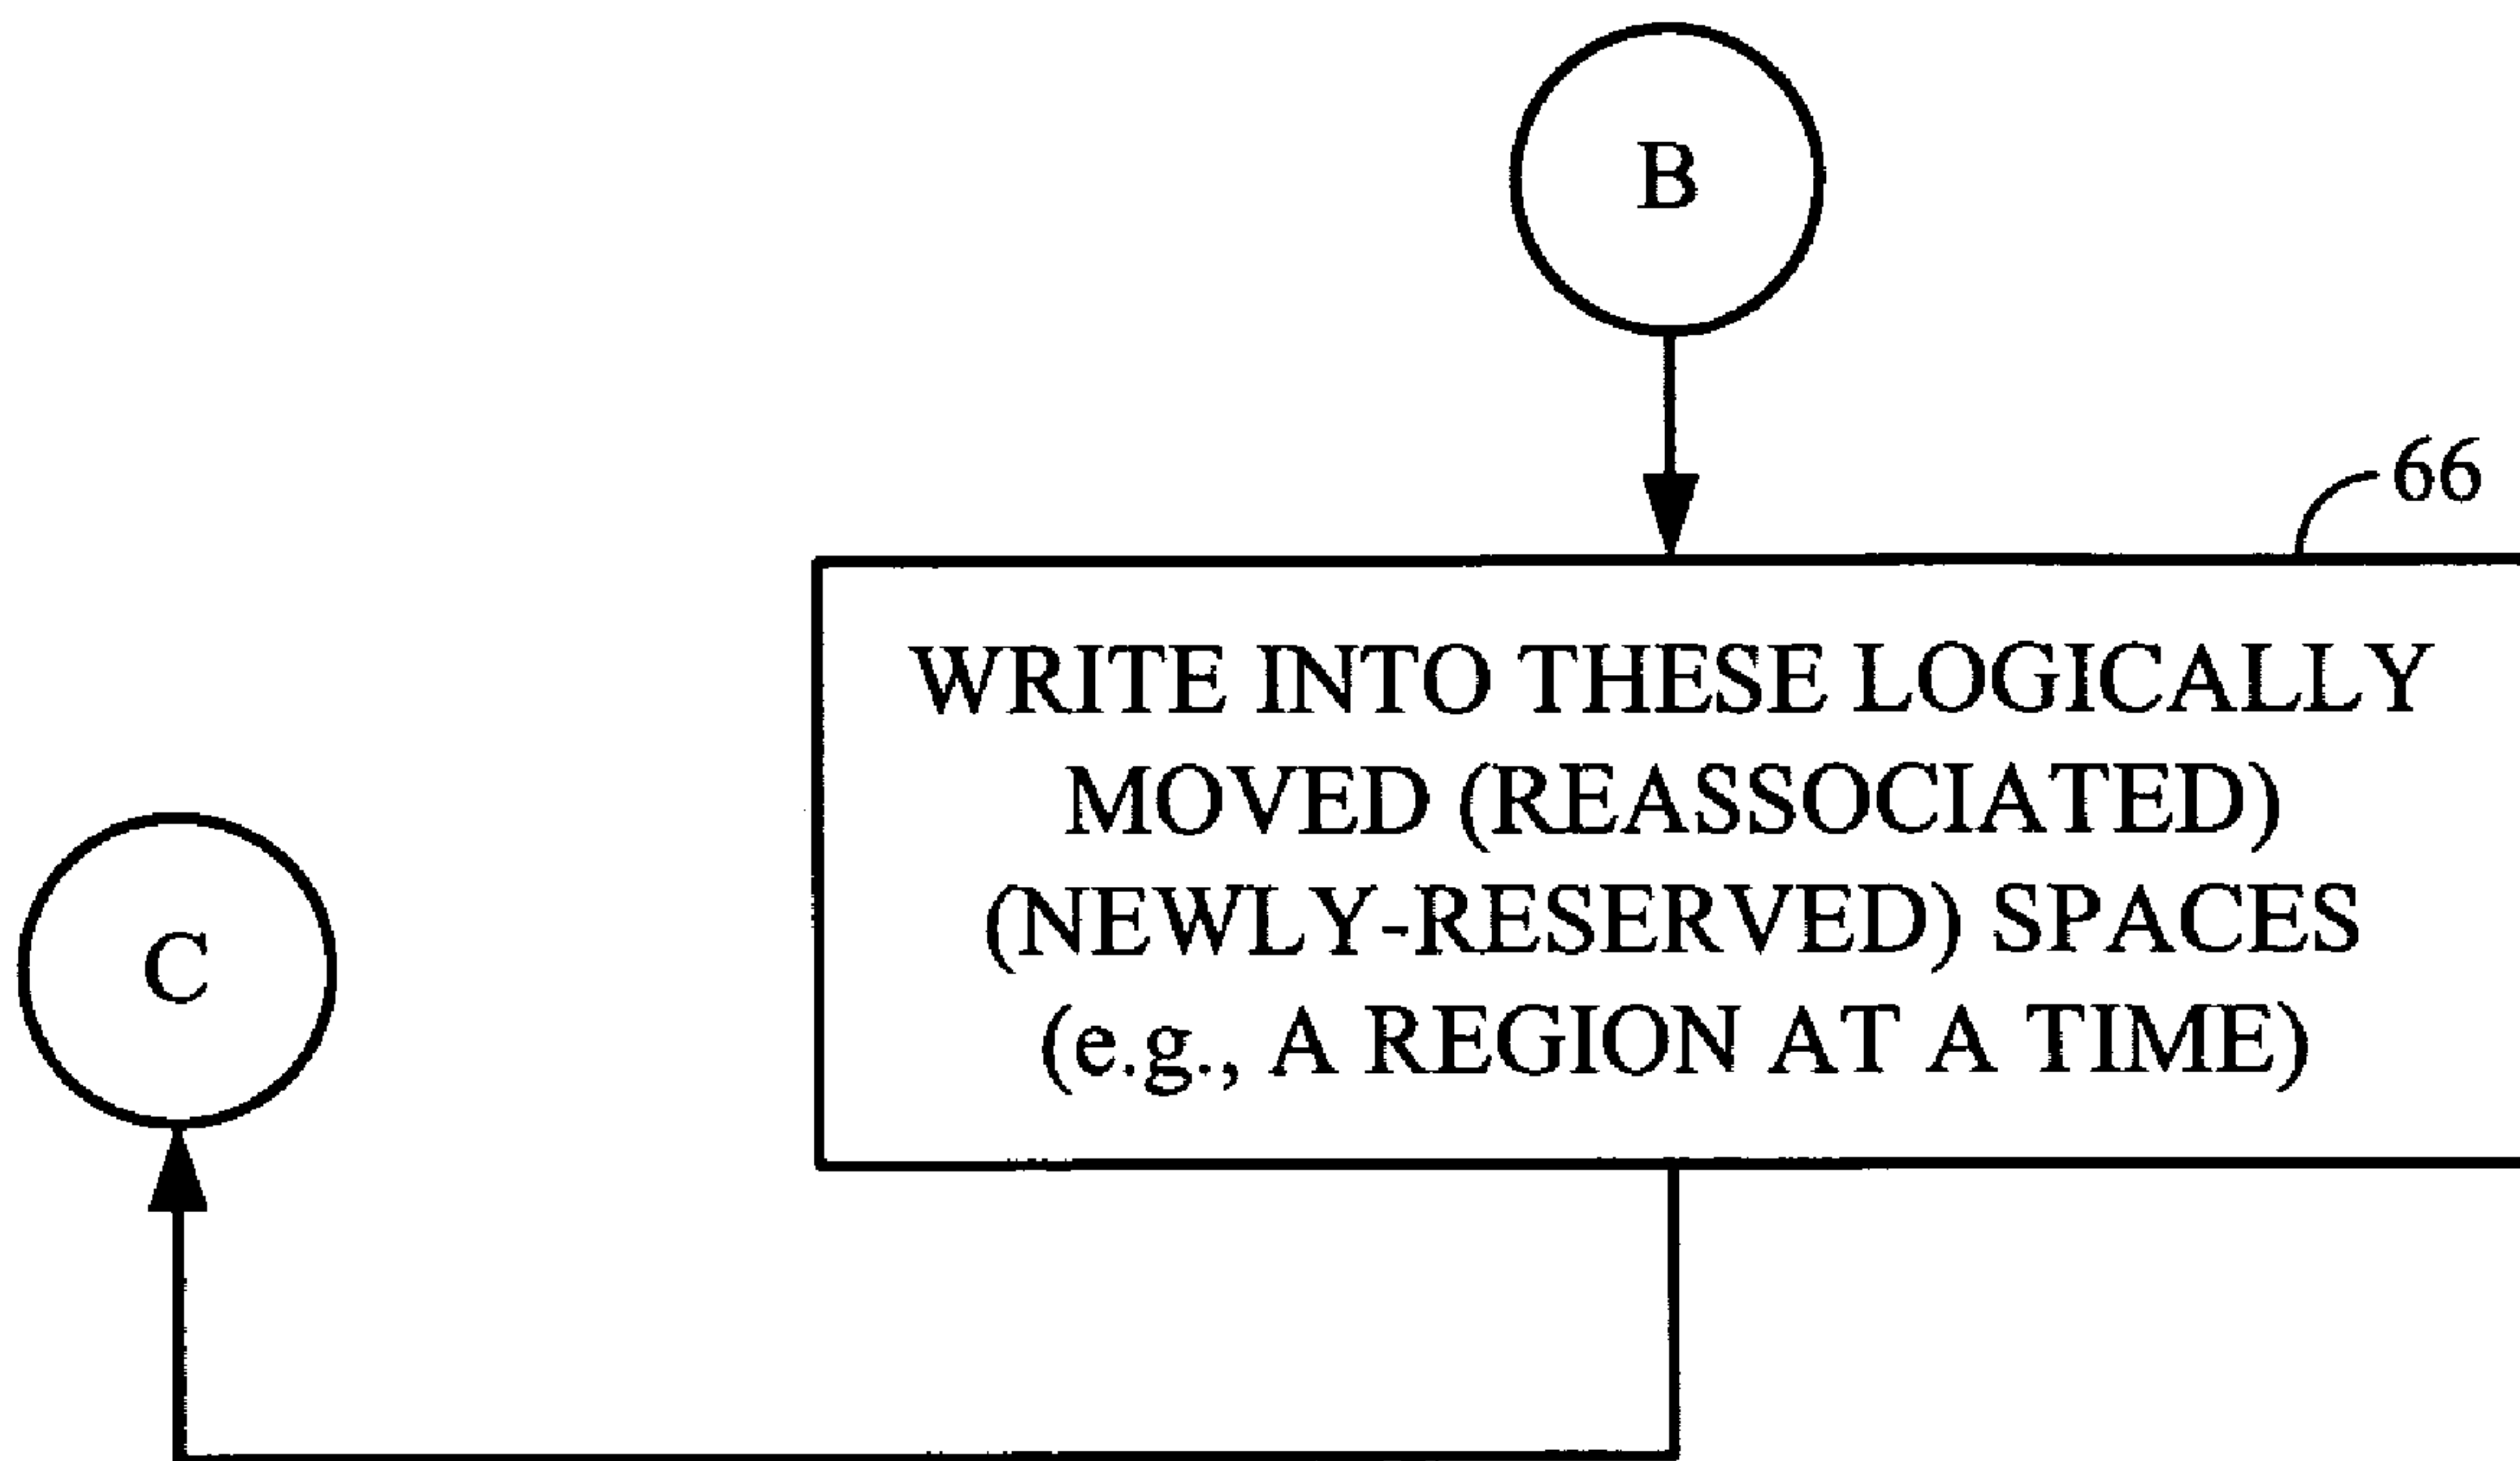 B
66
WRITE INTO THESE LOGICALLY
MOVED (REASSOCIATED)
(NEWLY-RESERVED) SPACES
(e.g., A REGION AT A TIME)
C